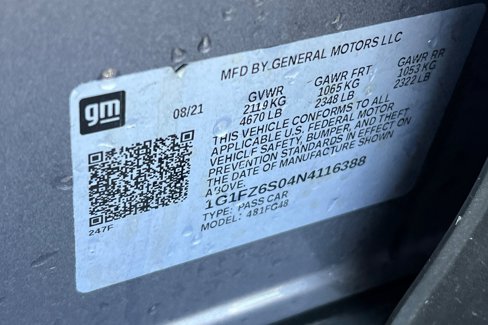 MFD BY GENERAL MOTORS LLC
gm
08/21 GVWR GAWR FRT GAWR RR
2119 KG 1065 KG 1053 KG
4670 LB 2348 LB 2322 LB
THIS VEHICLE CONFORMS TO ALL
APPLICABLE U.S. FEDERAL MOTOR
VEHICLE SAFETY, BUMPER, AND THEFT
PREVENTION STANDARDS IN EFFECT ON
THE DATE OF MANUFACTURE SHOWN
ABOVE.
1G1FZ6S04N4116388
TYPE: PASS CAR
MODEL: 481FG48
247F